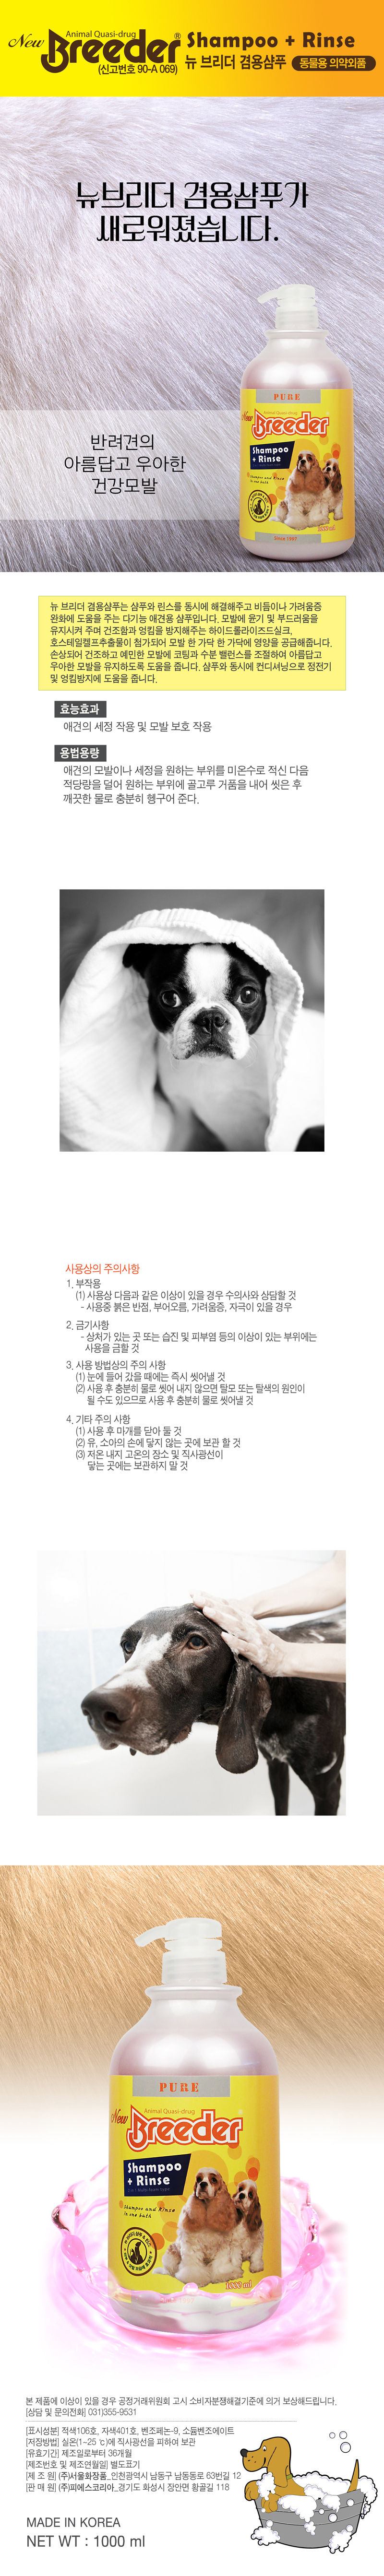 New Breeder® Shampoo + Rinse
Animal Quasi-drug
(신고번호 90-A 069) 뉴 브리더 겸용샴푸 동물용 의약외품
뉴브리더 겸용샴푸가
새로워졌습니다.
반려견의
아름답고 우아한
건강모발
PURE
Animal Quasi-drug
New Breeder
Shampoo
+ Rinse
Shampoo and Rinse
in one bath
1000 ml
Since 1987
뉴 브리더 겸용샴푸는 샴푸와 린스를 동시에 해결해주고 비듬이나 가려움증
완화에 도움을 주는 다기능 애견용 샴푸입니다. 모발에 윤기 및 부드러움을
유지시켜 주며 건조함과 엉킴을 방지해주는 하이드롤라이즈드실크,
호스테일켈프추출물이 첨가되어 모발 한 가닥 한 가닥에 영양을 공급해줍니다.
손상되어 건조하고 예민한 모발에 코팅과 수분 밸런스를 조절하여 아름답고
우아한 모발을 유지하도록 도움을 줍니다. 샴푸와 동시에 컨디셔닝으로 정전기
및 엉킴방지에 도움을 줍니다.
효능효과
애견의 세정 작용 및 모발 보호 작용
용법용량
애견의 모발이나 세정을 원하는 부위를 미온수로 적신 다음
적당량을 덜어 원하는 부위에 골고루 거품을 내어 씻은 후
깨끗한 물로 충분히 헹구어 준다.
사용상의 주의사항
1. 부작용
(1) 사용상 다음과 같은 이상이 있을 경우 수의사와 상담할 것
- 사용중 붉은 반점, 부어오름, 가려움증, 자극이 있을 경우
2. 금기사항
- 상처가 있는 곳 또는 습진 및 피부염 등의 이상이 있는 부위에는
사용을 금할 것
3. 사용 방법상의 주의 사항
(1) 눈에 들어 갔을 때에는 즉시 씻어낼 것
(2) 사용 후 충분히 물로 씻어 내지 않으면 탈모 또는 탈색의 원인이
될 수도 있으므로 사용 후 충분히 물로 씻어낼 것
4. 기타 주의 사항
(1) 사용 후 마개를 닫아 둘 것
(2) 유, 소아의 손에 닿지 않는 곳에 보관 할 것
(3) 저온 내지 고온의 장소 및 직사광선이
닿는 곳에는 보관하지 말 것
PURE
Animal Quasi-drug
New Breeder
Shampoo
+ Rinse
Shampoo and Rinse
in one bath
1000 ml
본 제품에 이상이 있을 경우 공정거래위원회 고시 소비자분쟁해결기준에 의거 보상해드립니다.
[상담 및 문의전화] 031)355-9531
[표시성분] 적색106호, 자색401호, 벤조페논-9, 소듐벤조에이트
[저장방법] 실온(1~25 ℃)에 직사광선을 피하여 보관
[유효기간] 제조일로부터 36개월
[제조번호 및 제조연월일] 별도표기
[제 조 원] (주)서울화장품_인천광역시 남동구 남동동로 63번길 12
[판 매 원] (주)피에스코리아_경기도 화성시 장안면 황골길 118
MADE IN KOREA
NET WT : 1000 ml